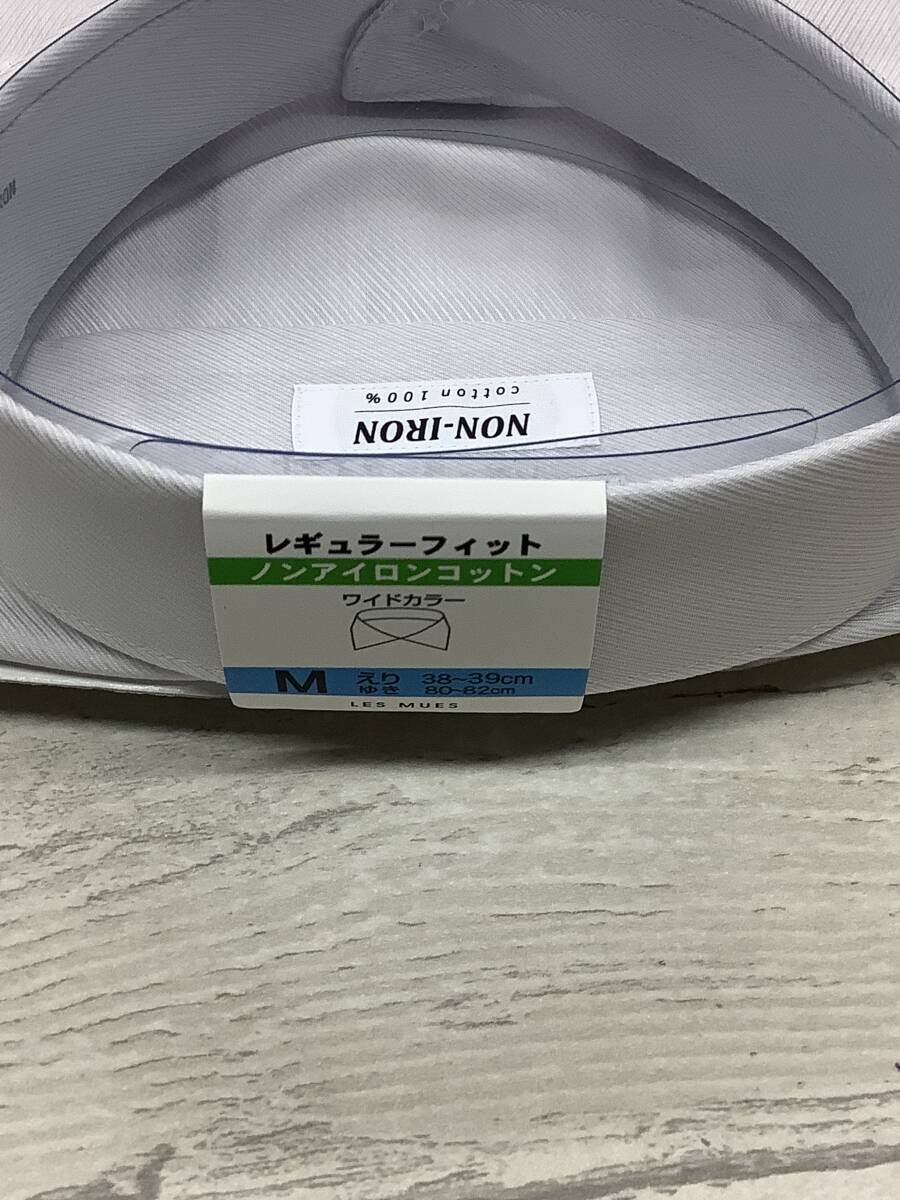 RON
NON-IRON
cotton 100%
レギュラーフィット
ノンアイロンコットン
ワイドカラー
M えり 38~39cm
ゆき 80~82cm
LES MUES